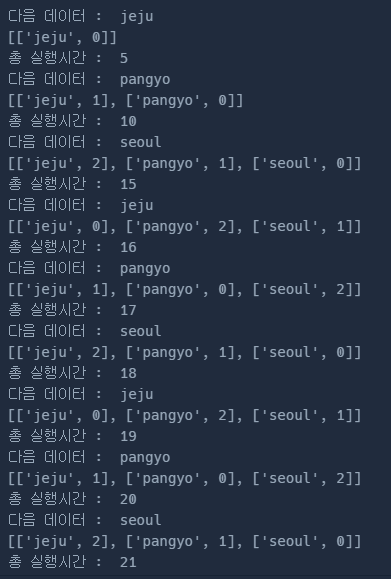 다음 데이터 :  jeju
[['jeju', 0]]
총 실행시간 :  5
다음 데이터 :  pangyo
[['jeju', 1], ['pangyo', 0]]
총 실행시간 :  10
다음 데이터 :  seoul
[['jeju', 2], ['pangyo', 1], ['seoul', 0]]
총 실행시간 :  15
다음 데이터 :  jeju
[['jeju', 0], ['pangyo', 2], ['seoul', 1]]
총 실행시간 :  16
다음 데이터 :  pangyo
[['jeju', 1], ['pangyo', 0], ['seoul', 2]]
총 실행시간 :  17
다음 데이터 :  seoul
[['jeju', 2], ['pangyo', 1], ['seoul', 0]]
총 실행시간 :  18
다음 데이터 :  jeju
[['jeju', 0], ['pangyo', 2], ['seoul', 1]]
총 실행시간 :  19
다음 데이터 :  pangyo
[['jeju', 1], ['pangyo', 0], ['seoul', 2]]
총 실행시간 :  20
다음 데이터 :  seoul
[['jeju', 2], ['pangyo', 1], ['seoul', 0]]
총 실행시간 :  21